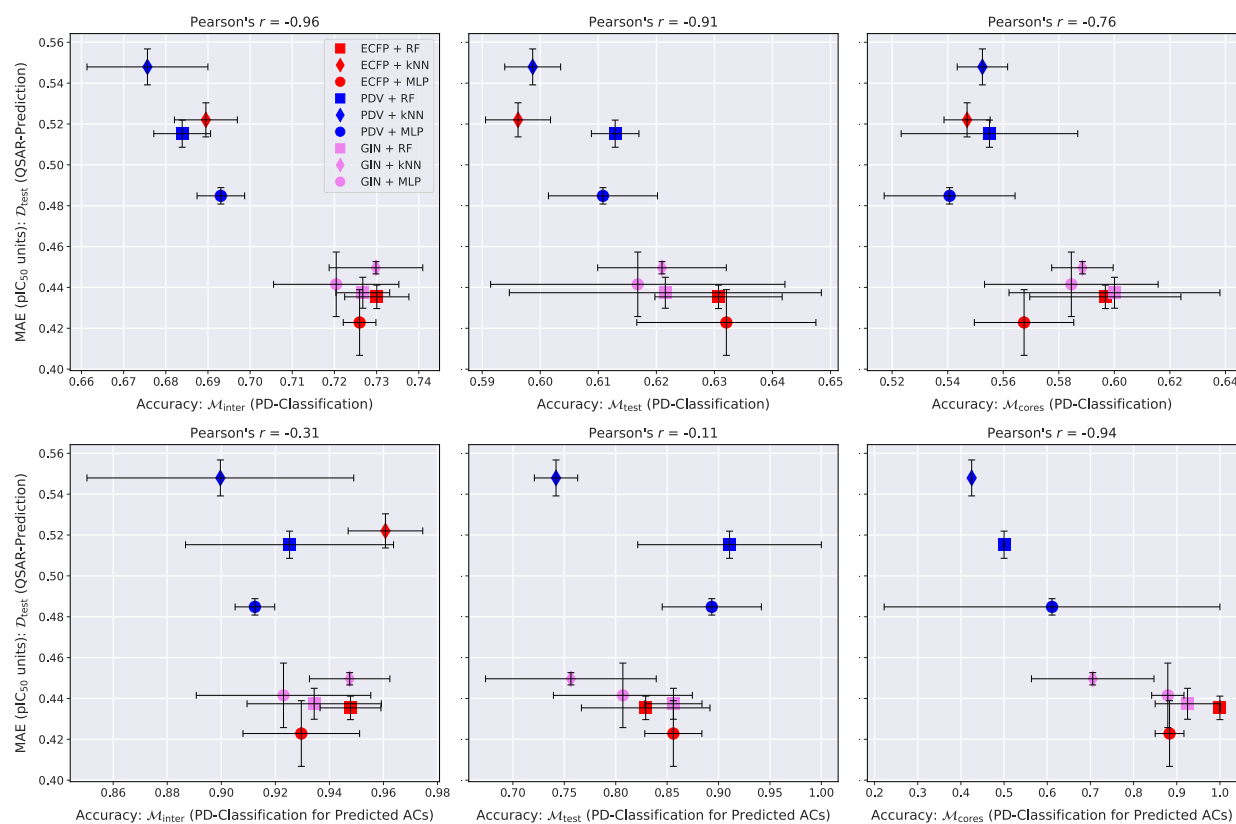 Pearson's r = -0.96
Pearson's r = -0.91
Pearson's r = -0.76
MAE (pIC₅₀ units): 𝒟test (QSAR-Prediction)
0.56
0.54
0.52
0.50
0.48
0.46
0.44
0.42
0.40
ECFP + RF
ECFP + kNN
ECFP + MLP
PDV + RF
PDV + kNN
PDV + MLP
GIN + RF
GIN + kNN
GIN + MLP
0.66 0.67 0.68 0.69 0.70 0.71 0.72 0.73 0.74
0.59 0.60 0.61 0.62 0.63 0.64 0.65
0.52 0.54 0.56 0.58 0.60 0.62 0.64
Accuracy: ℳinter (PD-Classification)
Accuracy: ℳtest (PD-Classification)
Accuracy: ℳcores (PD-Classification)
Pearson's r = -0.31
Pearson's r = -0.11
Pearson's r = -0.94
MAE (pIC₅₀ units): 𝒟test (QSAR-Prediction)
0.56
0.54
0.52
0.50
0.48
0.46
0.44
0.42
0.40
0.86 0.88 0.90 0.92 0.94 0.96 0.98
0.70 0.75 0.80 0.85 0.90 0.95 1.00
0.2 0.3 0.4 0.5 0.6 0.7 0.8 0.9 1.0
Accuracy: ℳinter (PD-Classification for Predicted ACs)
Accuracy: ℳtest (PD-Classification for Predicted ACs)
Accuracy: ℳcores (PD-Classification for Predicted ACs)